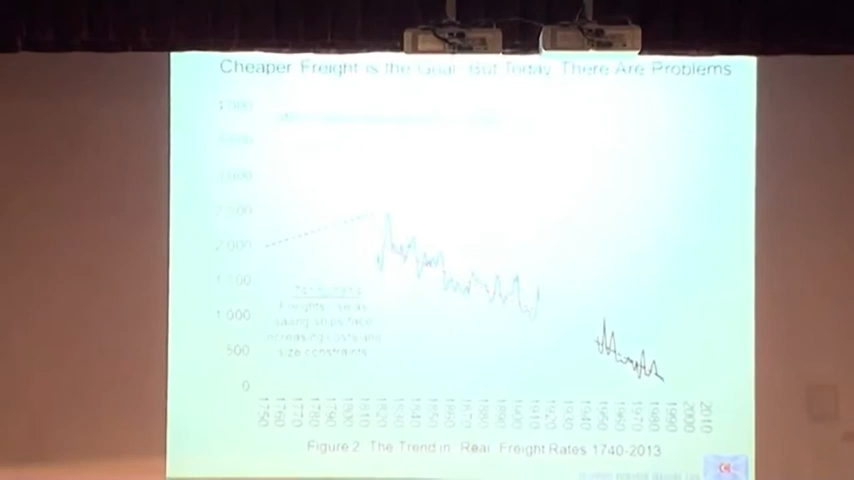 Cheaper Freight is the Goal, But Today There Are Problems
500
2 500
2 000
1 500
1 000
500
0
Freights
sailing ships face
increasing costs and
size constraints
1750 1760 1770 1780 1790 1800 1810 1820 1830 1840 1850 1860 1870 1880 1890 1900 1910 1920 1930 1940 1950 1960 1970 1980 1990 2000 2010
Figure 2 The Trend in "Real" Freight Rates 1740-2013